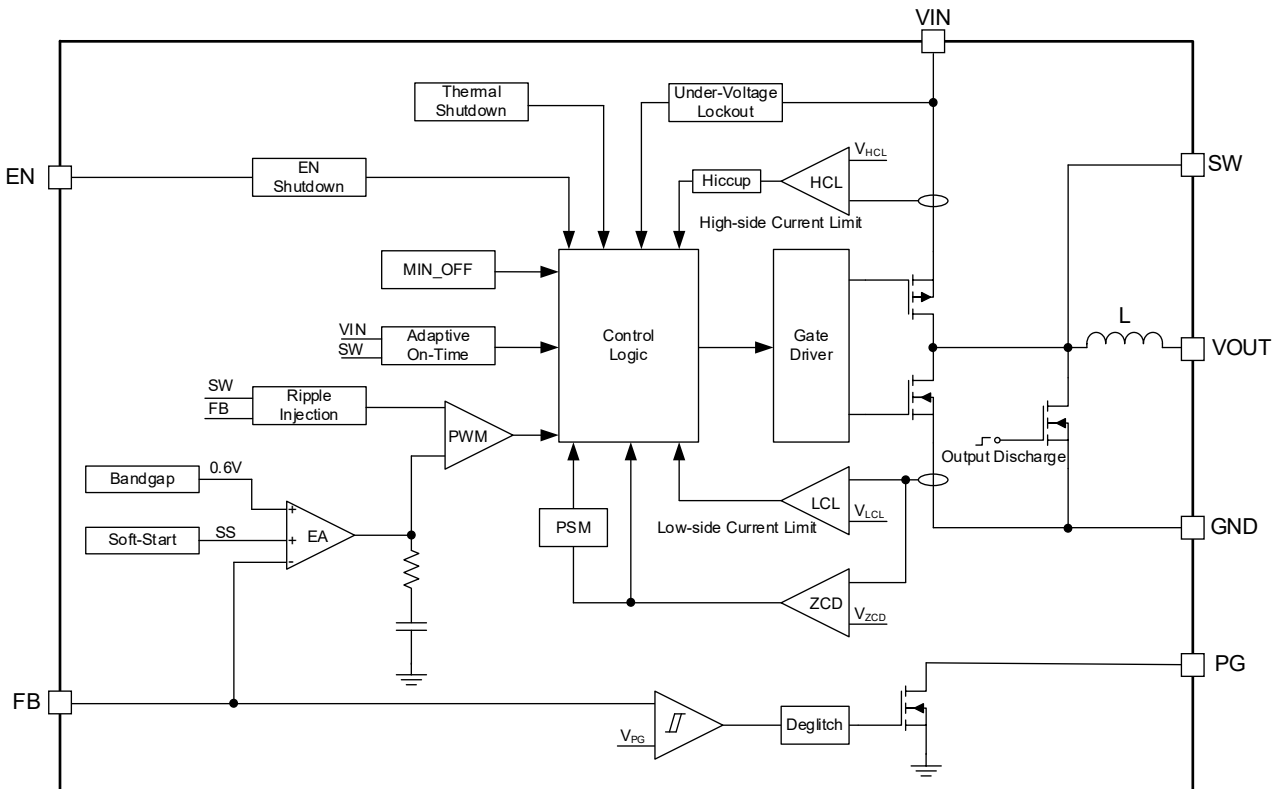 VIN
Thermal
Shutdown
Under-Voltage
Lockout
EN
EN
Shutdown
SW
Hiccup
HCL
VHCL
High-side Current Limit
MIN_OFF
VIN
SW
Adaptive
On-Time
Control
Logic
Gate
Driver
L
VOUT
SW
FB
Ripple
Injection
PWM
Output Discharge
Bandgap
0.6V
Soft-Start
SS
+
+
-
EA
PSM
LCL
VLCL
Low-side Current Limit
GND
ZCD
VZCD
PG
FB
VPG
Deglitch